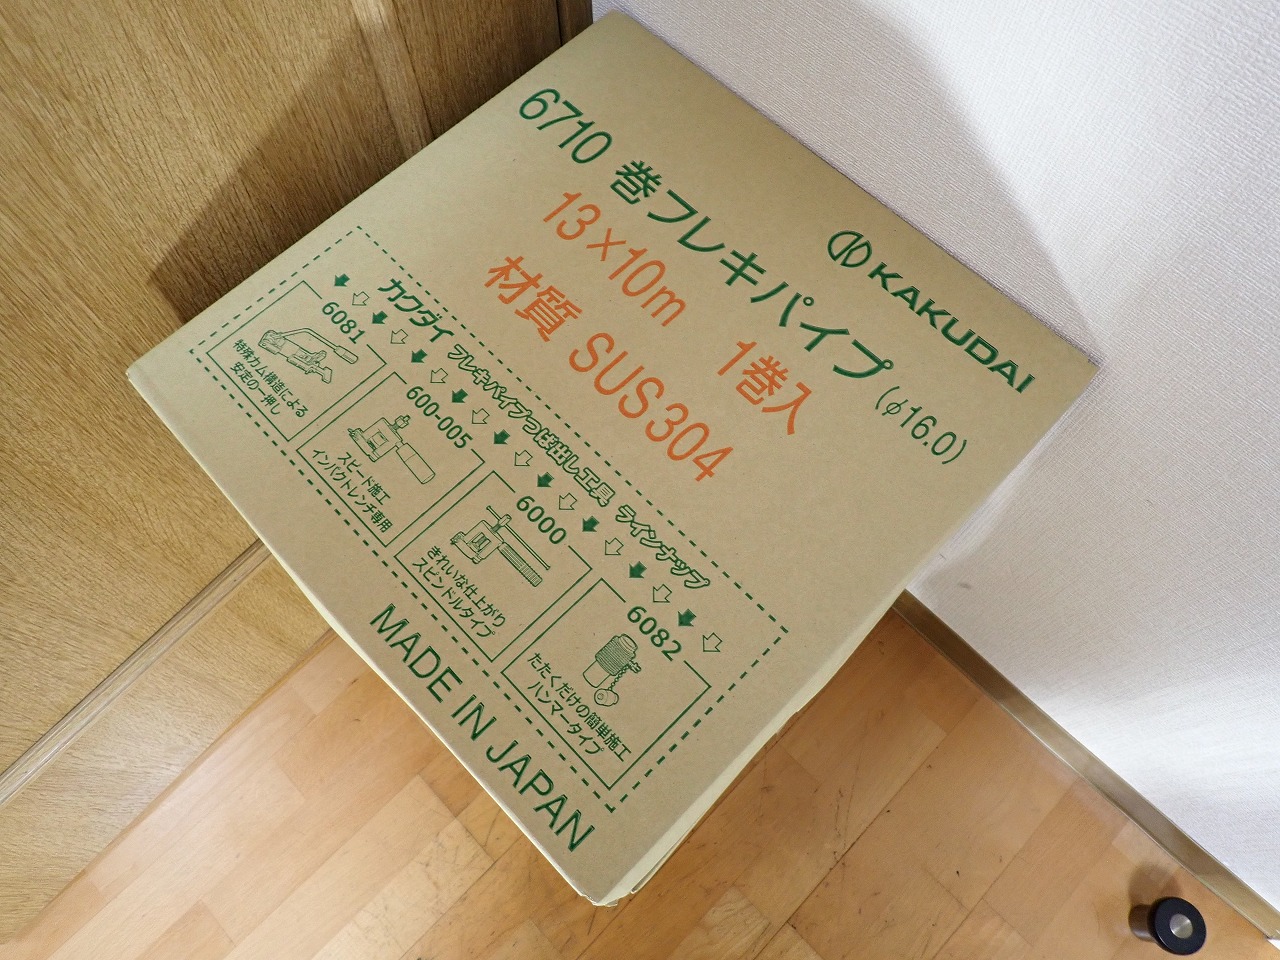 KAKUDAI
6710 巻フレキパイプ (φ16.0)
13×10m 1巻入
材質 SUS304
カクダイ フレキパイプつば出し工具 ラインナップ
6081
特殊カム構造による
安定の一押し
600-005
スピード施工
インパクトレンチ専用
6000
きれいな仕上がり
スピンドルタイプ
6082
たたくだけの簡単施工
ハンマータイプ
MADE IN JAPAN